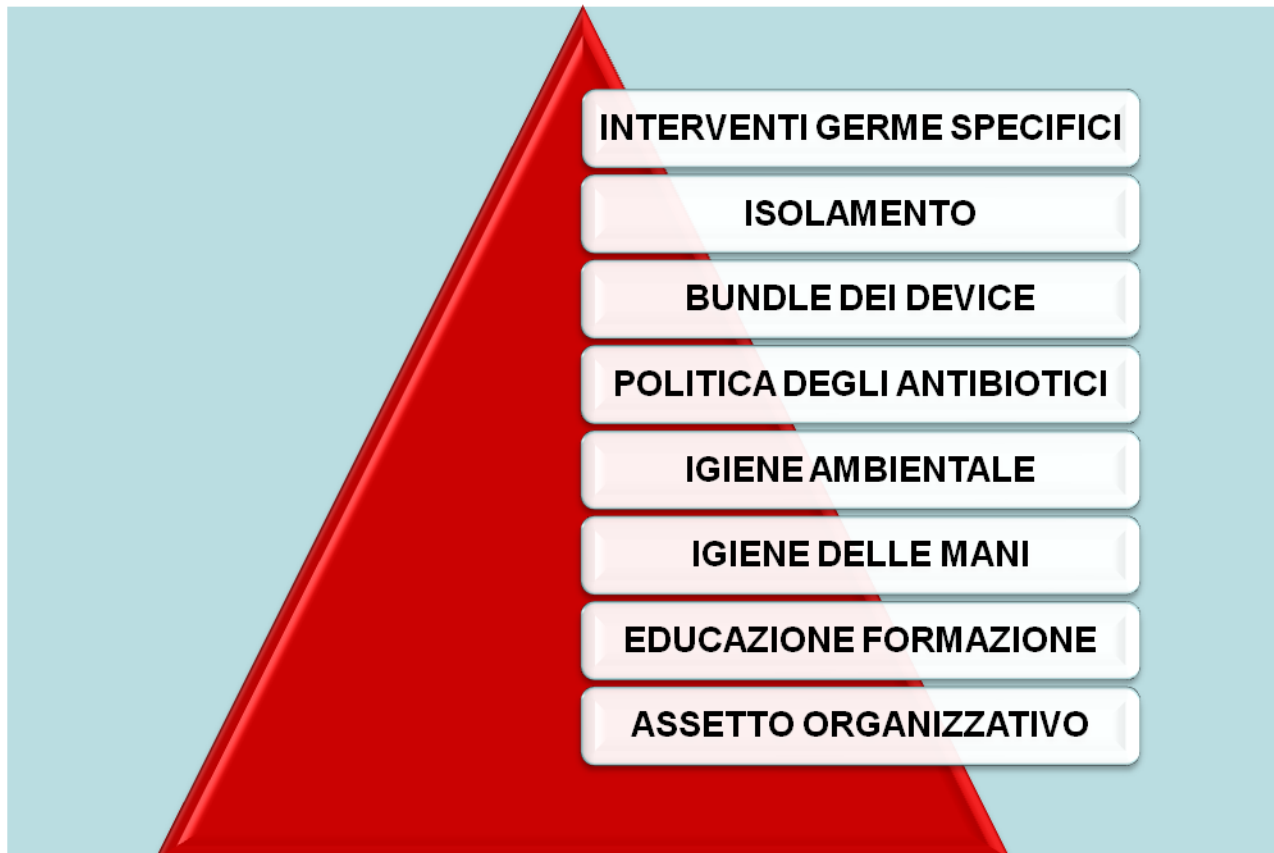 INTERVENTI GERME SPECIFICI
ISOLAMENTO
BUNDLE DEI DEVICE
POLITICA DEGLI ANTIBIOTICI
IGIENE AMBIENTALE
IGIENE DELLE MANI
EDUCAZIONE FORMAZIONE
ASSETTO ORGANIZZATIVO